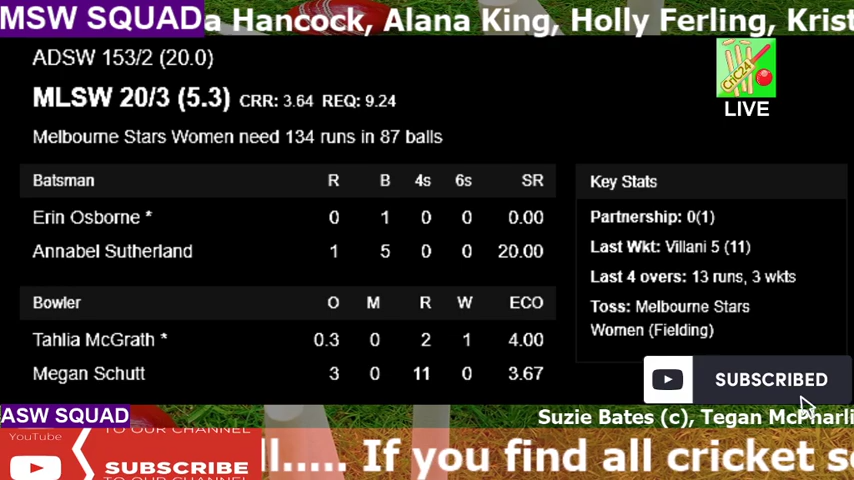 MSW SQUAD a Hancock, Alana King, Holly Ferling, Krist
ADSW 153/2 (20.0)
CriC24
LIVE
MLSW 20/3 (5.3) CRR: 3.64 REQ: 9.24
Melbourne Stars Women need 134 runs in 87 balls
Batsman R B 4s 6s SR
Erin Osborne * 0 1 0 0 0.00
Annabel Sutherland 1 5 0 0 20.00
Bowler O M R W ECO
Tahlia McGrath * 0.3 0 2 1 4.00
Megan Schutt 3 0 11 0 3.67
Key Stats
Partnership: 0(1)
Last Wkt: Villani 5 (11)
Last 4 overs: 13 runs, 3 wkts
Toss: Melbourne Stars
Women (Fielding)
SUBSCRIBED
ASW SQUAD Suzie Bates (c), Tegan McPharli
YouTube
TO OUR CHANNEL
SUBSCRIBE
TO OUR CHANNEL
ll..... If you find all cricket s